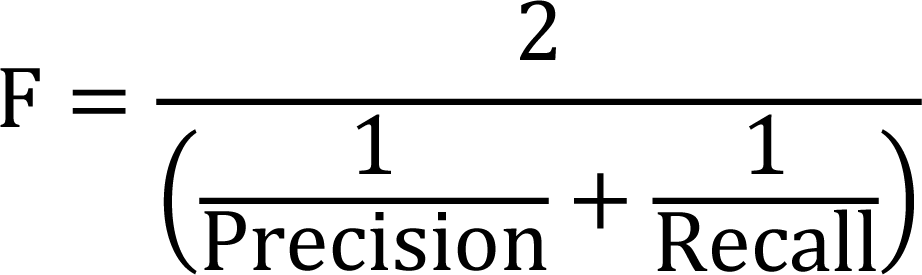 F = 2 / (1/Precision + 1/Recall)